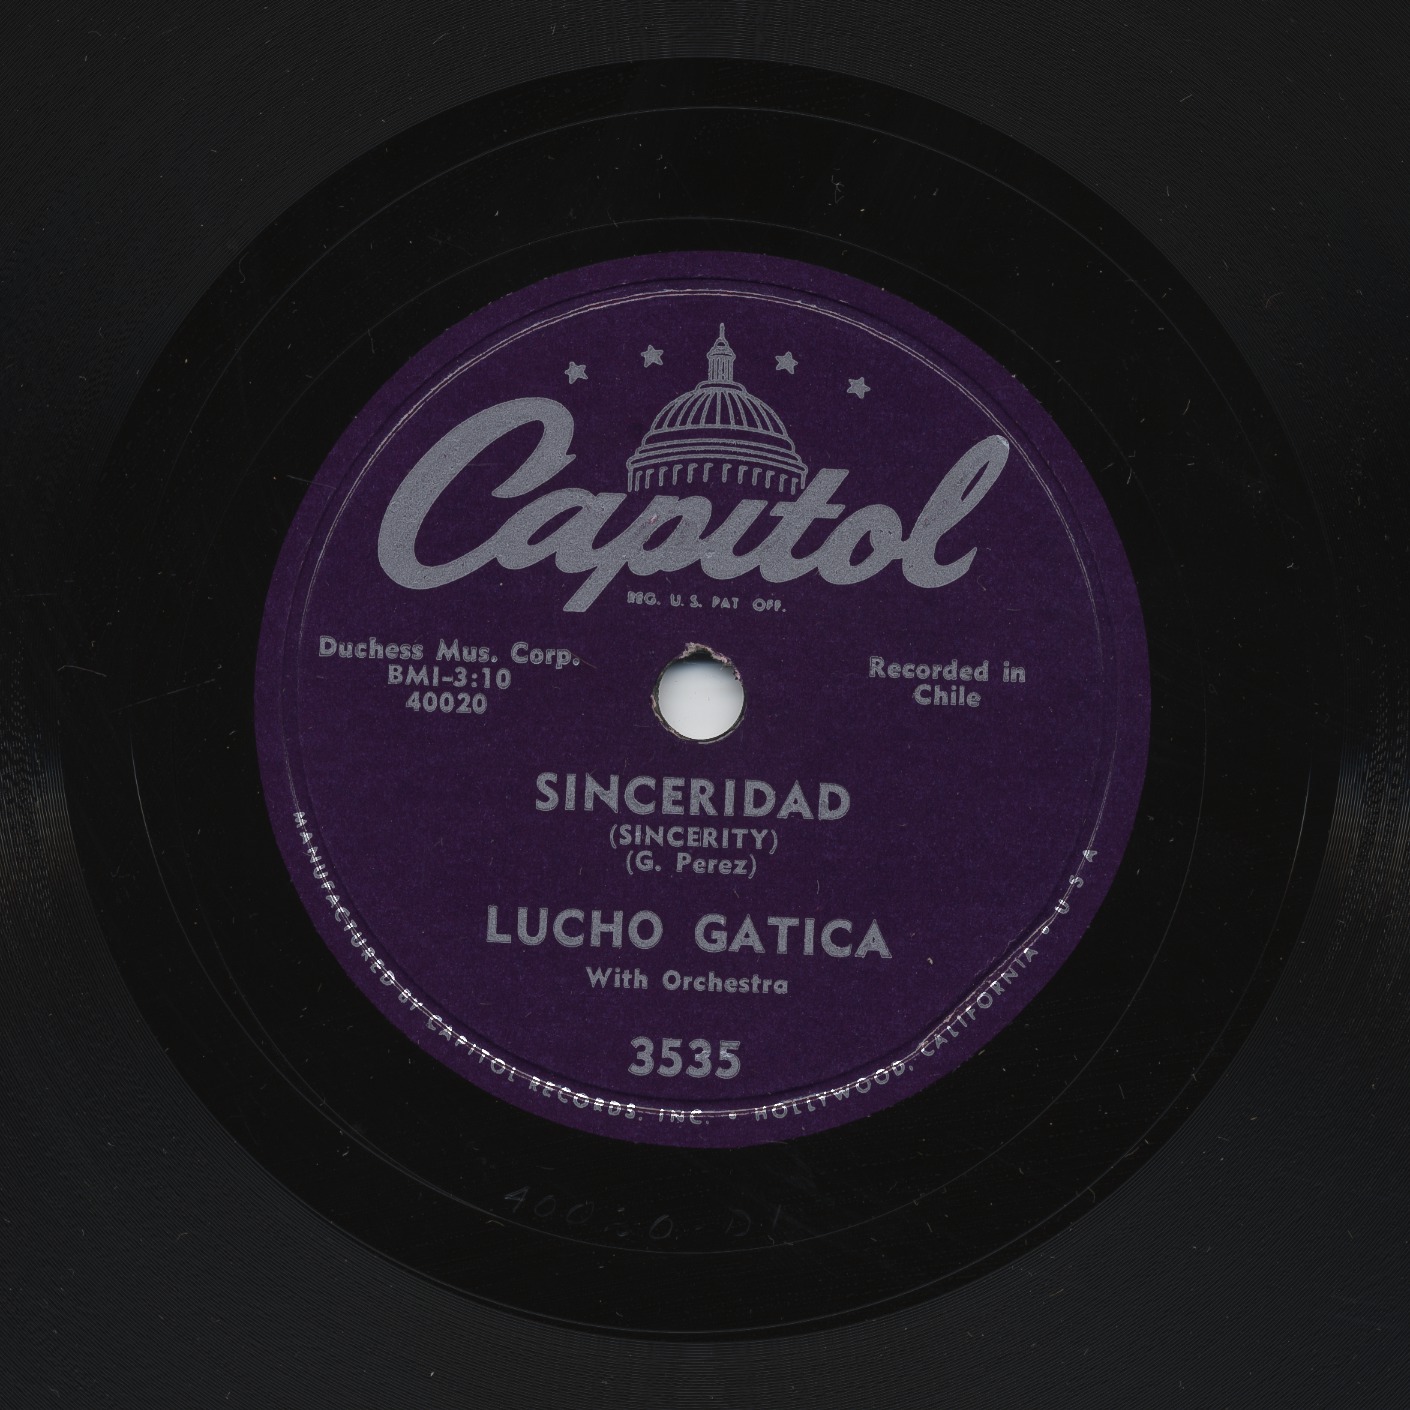 Capitol
REG. U.S. PAT OFF.
Duchess Mus. Corp.
BMI-3:10
40020
Recorded in
Chile
SINCERIDAD
(SINCERITY)
(G. Perez)
LUCHO GATICA
With Orchestra
3535
MANUFACTURED BY CAPITOL RECORDS, INC. • HOLLYWOOD, CALIFORNIA • U S A